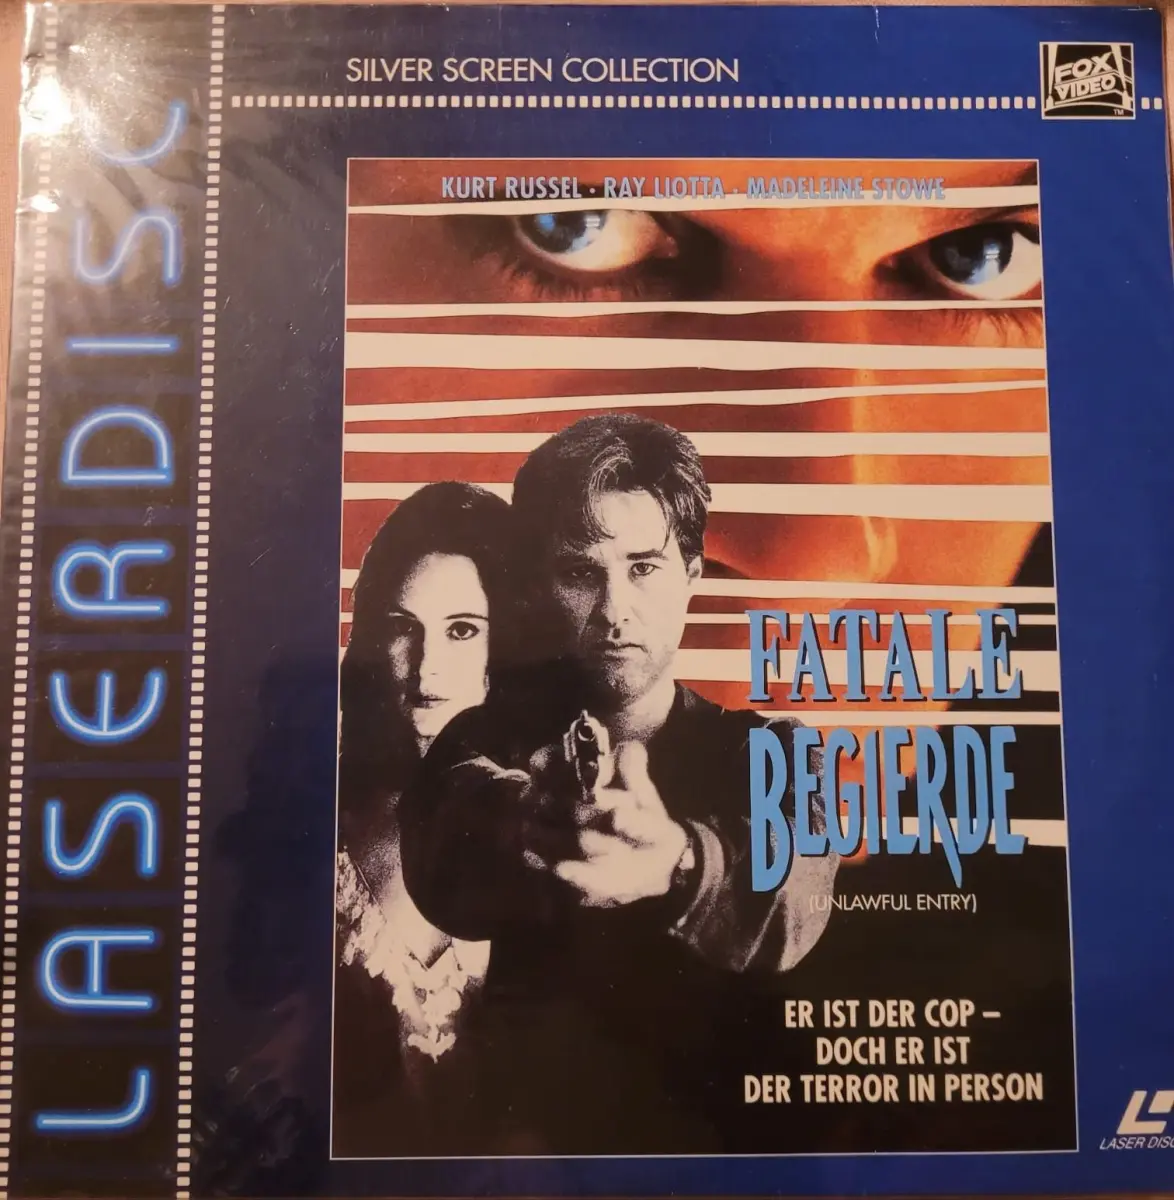 SILVER SCREEN COLLECTION
FOX
VIDEO
TM
LASERDISC
KURT RUSSEL · RAY LIOTTA · MADELEINE STOWE
FATALE
BEGIERDE
(UNLAWFUL ENTRY)
ER IST DER COP –
DOCH ER IST
DER TERROR IN PERSON
LASER DISC